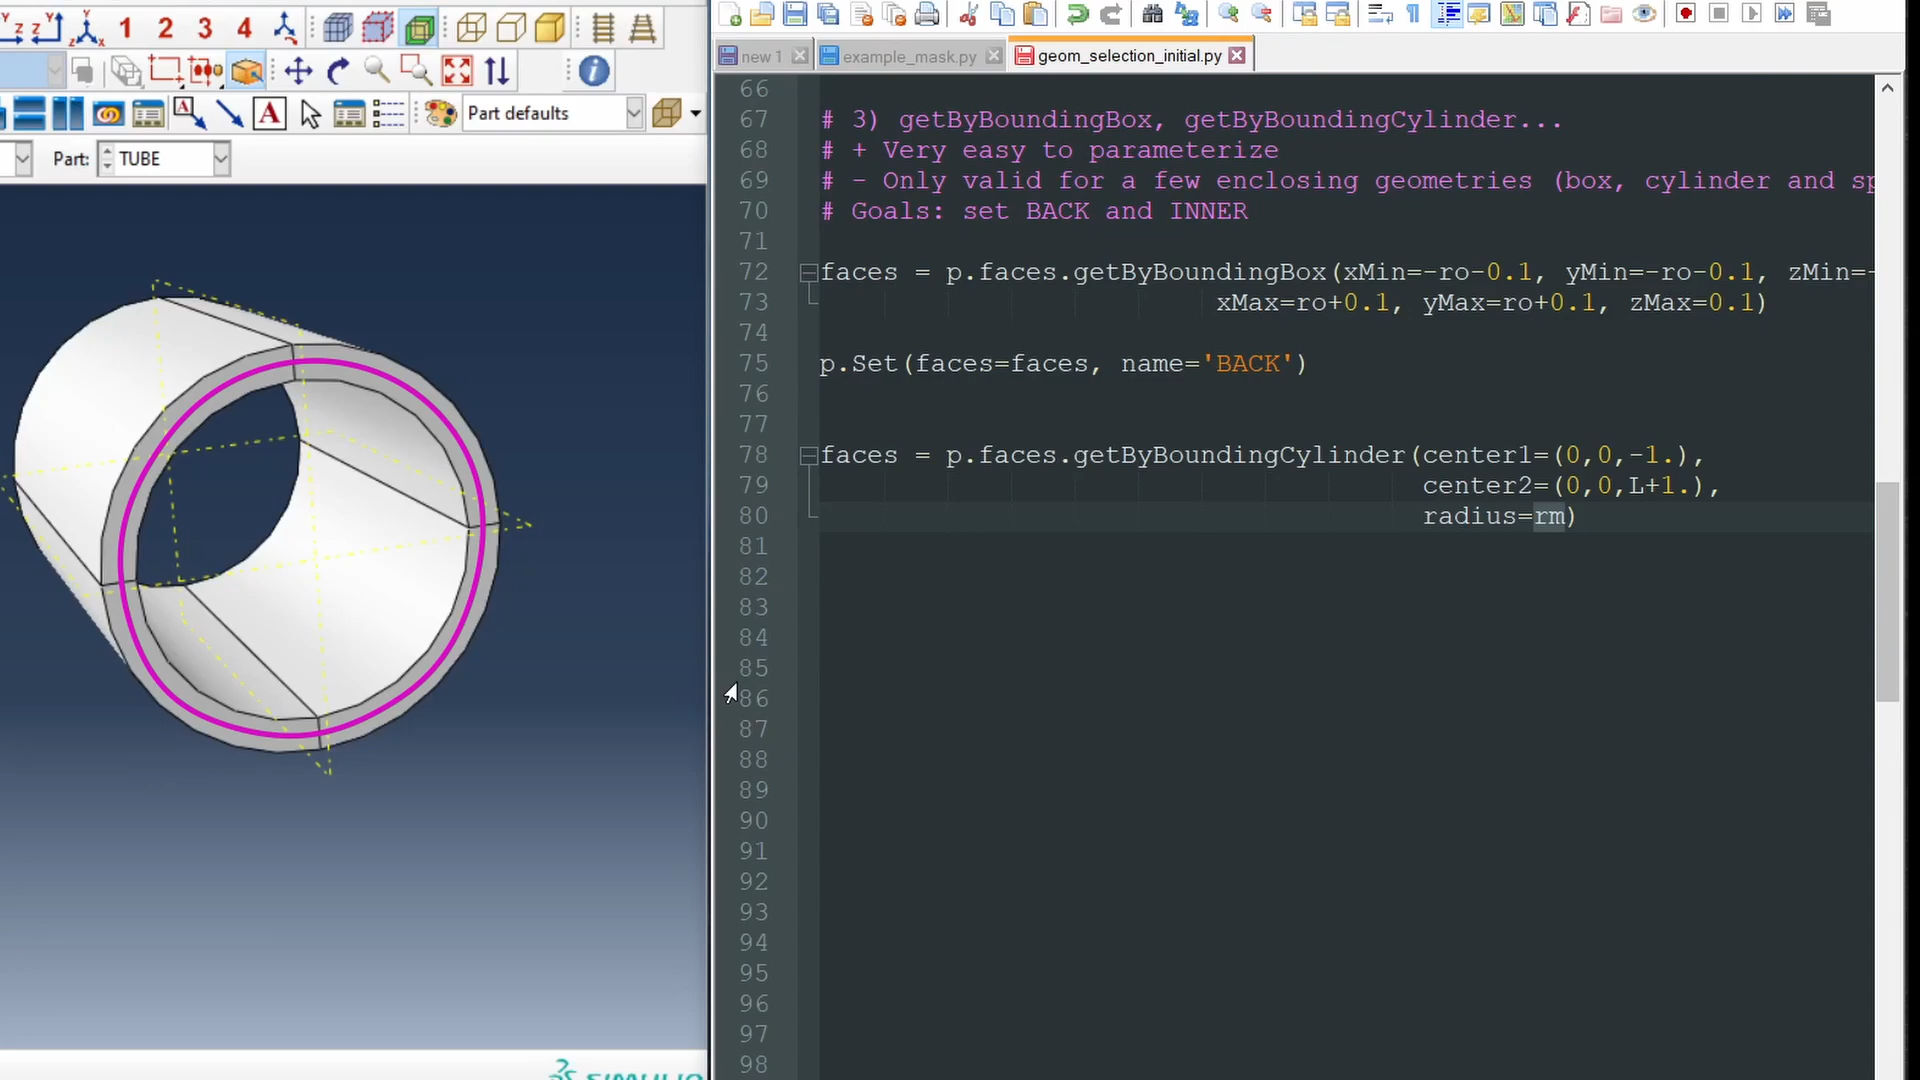 1 2 3 4
Part defaults
Part: TUBE
new 1
example_mask.py
geom_selection_initial.py
66
67 # 3) getByBoundingBox, getByBoundingCylinder...
68 # + Very easy to parameterize
69 # - Only valid for a few enclosing geometries (box, cylinder and sp
70 # Goals: set BACK and INNER
71
72 faces = p.faces.getByBoundingBox(xMin=-ro-0.1, yMin=-ro-0.1, zMin=-
73 xMax=ro+0.1, yMax=ro+0.1, zMax=0.1)
74
75 p.Set(faces=faces, name='BACK')
76
77
78 faces = p.faces.getByBoundingCylinder(center1=(0,0,-1.),
79 center2=(0,0,L+1.),
80 radius=rm)
81
82
83
84
85
86
87
88
89
90
91
92
93
94
95
96
97
98